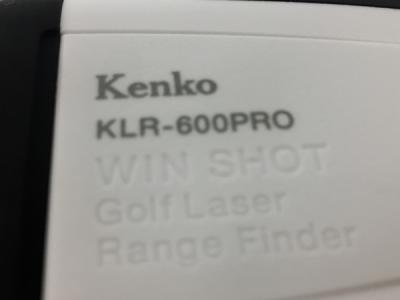 Kenko
KLR-600PRO
WIN SHOT
Golf Laser
Range Finder